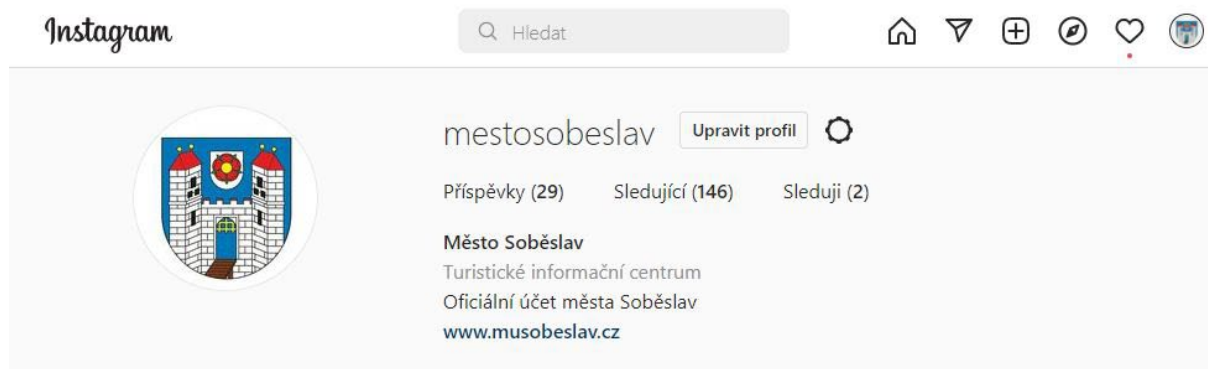 Instagram
Hledat
mestosobeslav Upravit profil
Příspěvky (29) Sledující (146) Sleduji (2)
Město Soběslav
Turistické informační centrum
Oficiální účet města Soběslav
www.musobeslav.cz